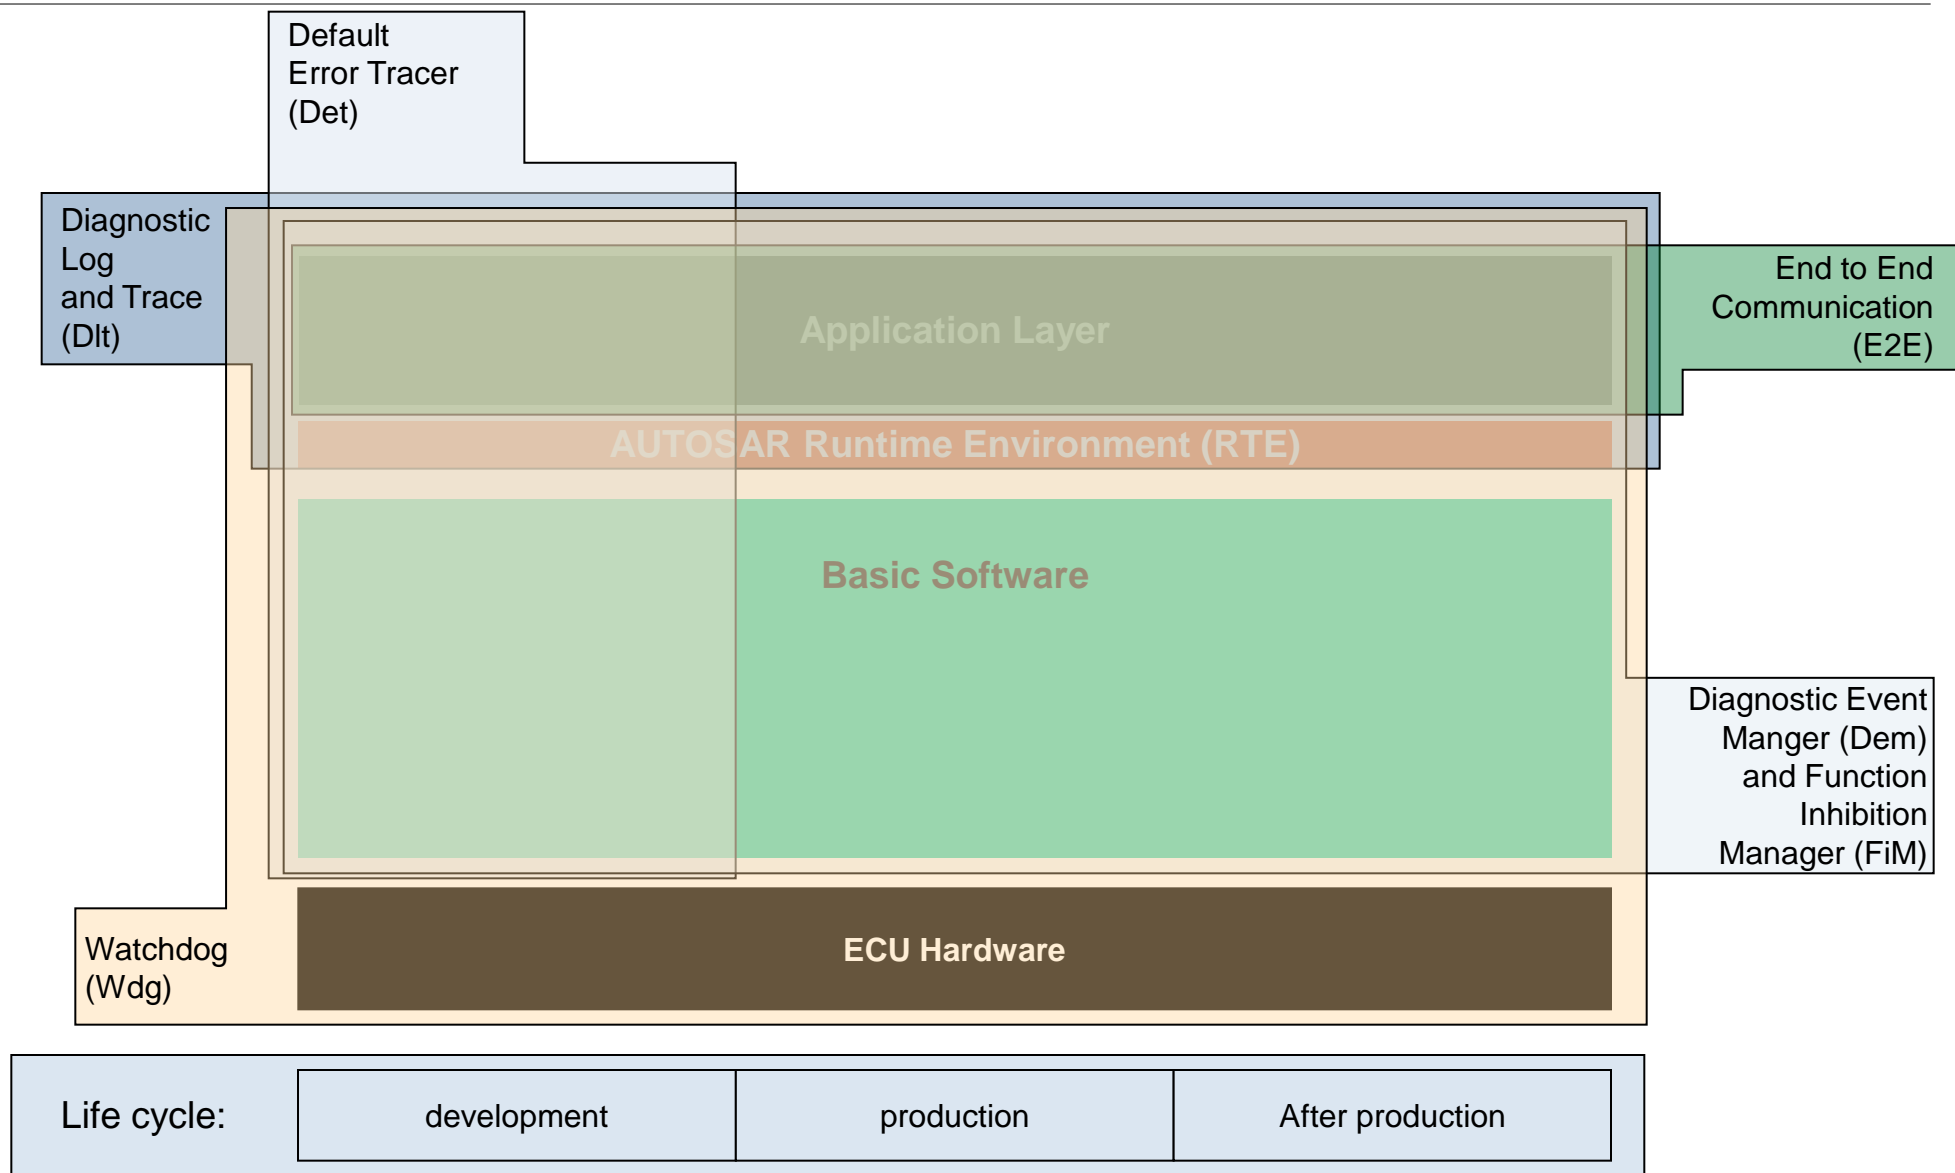 Default
Error Tracer
(Det)
Diagnostic
Log
and Trace
(Dlt)
End to End
Communication
(E2E)
Application Layer
AUTOSAR Runtime Environment (RTE)
Basic Software
Diagnostic Event
Manger (Dem)
and Function
Inhibition
Manager (FiM)
Watchdog
(Wdg)
ECU Hardware
Life cycle:
development
production
After production